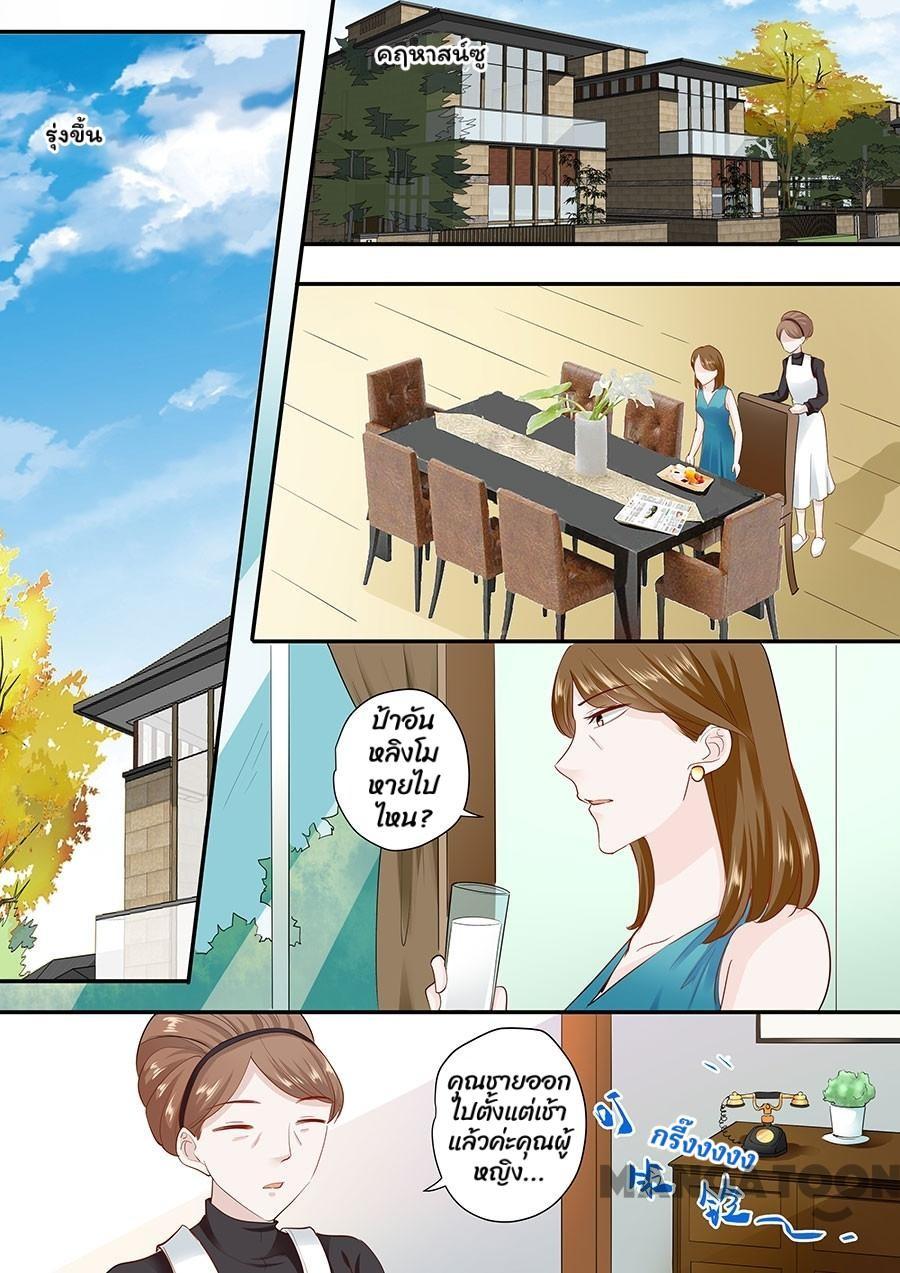 คฤหาสน์ซู
รุ่งขึ้น
ป้าอัน
หลิงโม
หายไป
ไหน?
คุณชายออก
ไปตั้งแต่เช้า
แล้วค่ะคุณผู้
หญิง...
叮
กริ๊งงงงง
MANGATOON